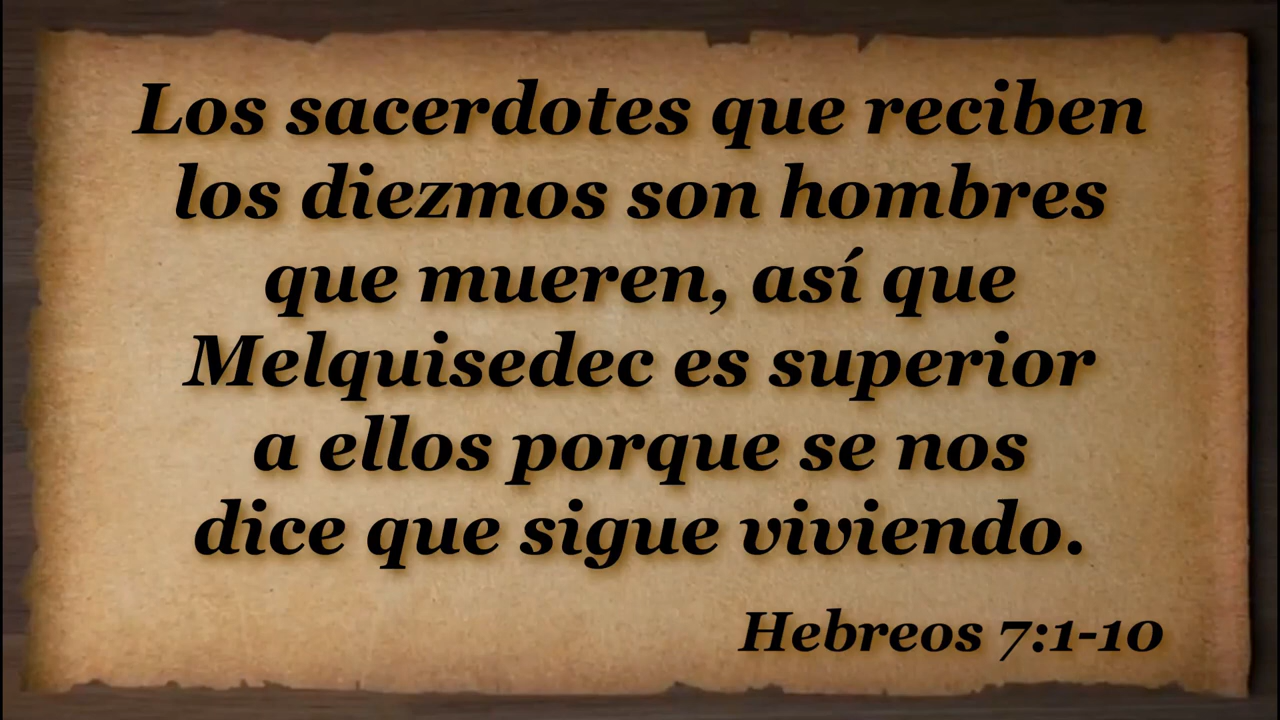 Los sacerdotes que reciben
los diezmos son hombres
que mueren, así que
Melquisedec es superior
a ellos porque se nos
dice que sigue viviendo.
Hebreos 7:1-10